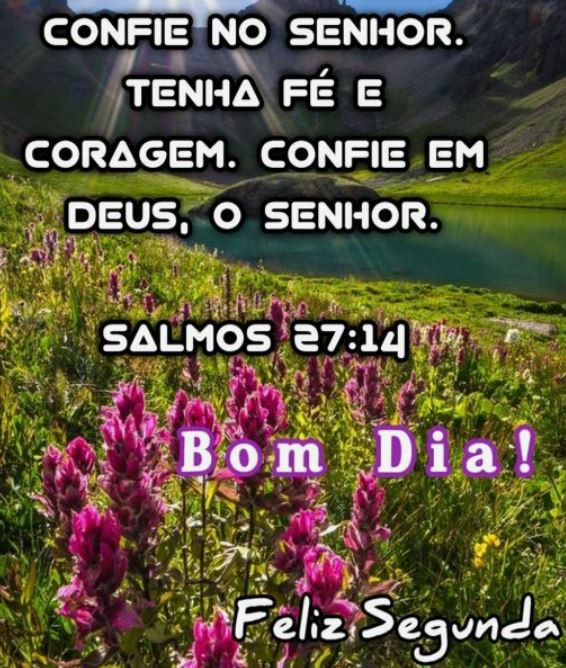 CONFIE NO SENHOR.
TENHA FÉ E
CORAGEM. CONFIE EM
DEUS, O SENHOR.
SALMOS 27:14
Bom Dia!
Feliz Segunda